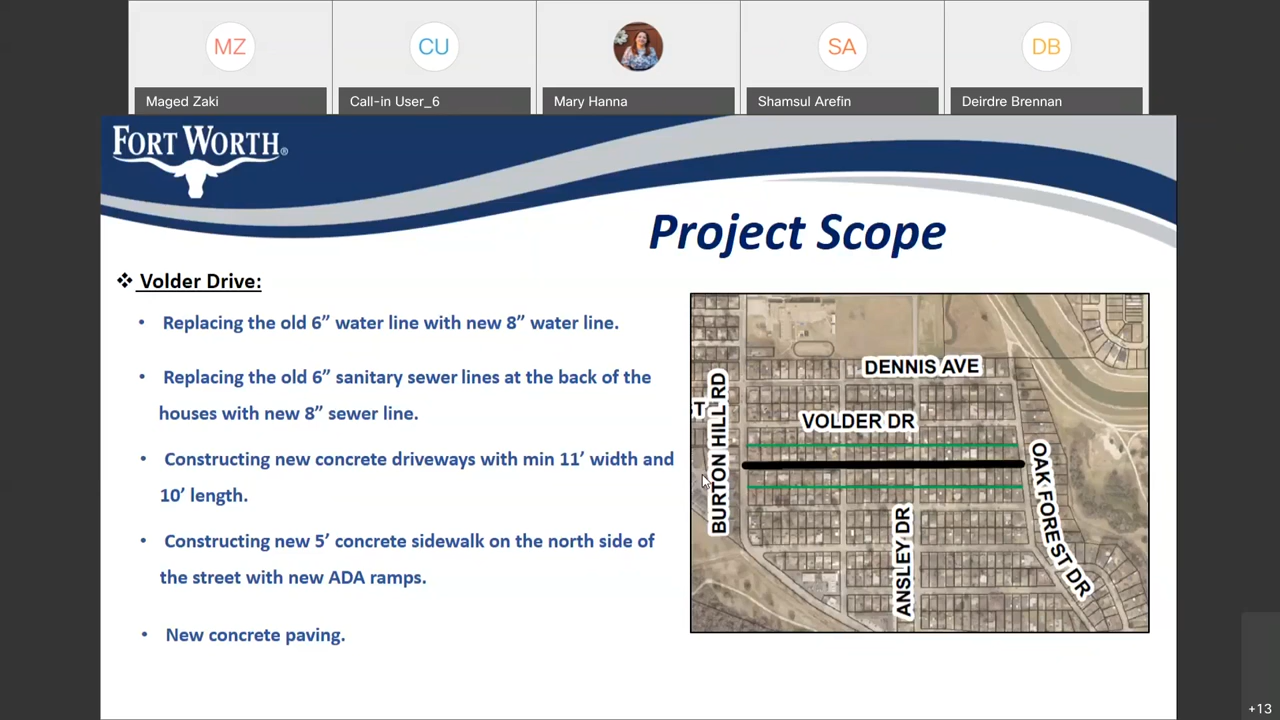 MZ
CU
SA
DB
Maged Zaki
Call-in User_6
Mary Hanna
Shamsul Arefin
Deirdre Brennan
FORT WORTH®
Project Scope
❖ Volder Drive:
• Replacing the old 6” water line with new 8” water line.
• Replacing the old 6” sanitary sewer lines at the back of the
houses with new 8” sewer line.
• Constructing new concrete driveways with min 11’ width and
10’ length.
• Constructing new 5’ concrete sidewalk on the north side of
the street with new ADA ramps.
• New concrete paving.
DENNIS AVE
VOLDER DR
T
BURTON HILL RD
ANSLEY DR
OAK FOREST DR
+13